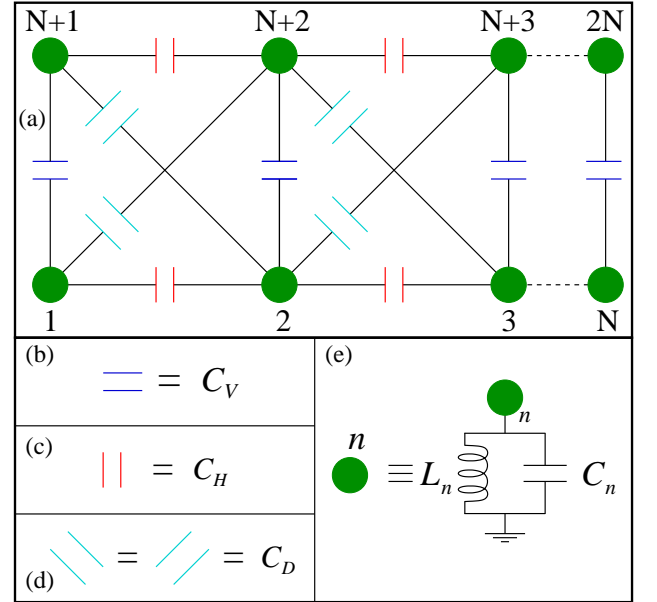 N+1 N+2 N+3 2N
(a)
1 2 3 N
(b)
= C_V
(c)
= C_H
(d)
= = C_D
(e)
n
n ≡ L_n C_n